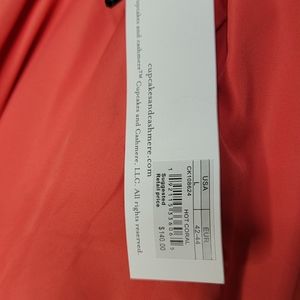 cupcakes and cashmere™ Cupcakes and Cashmere, LLC. All rights reserved.
cupcakesandcashmere.com
USA EUR
L 42-44
CK108624 HOT CORAL
Suggested
Retail price $140.00